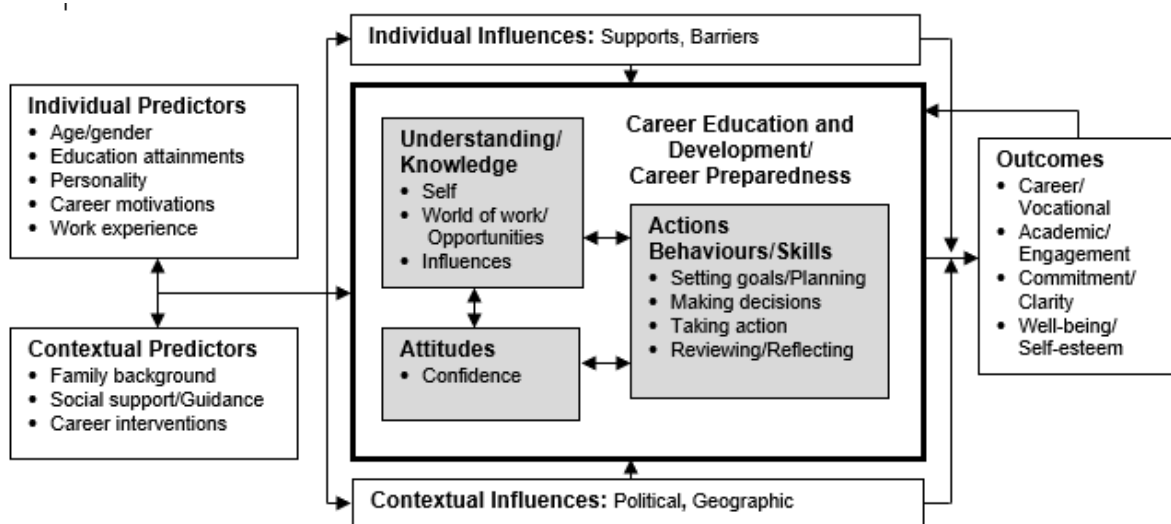 Individual Influences: Supports, Barriers
Individual Predictors
• Age/gender
• Education attainments
• Personality
• Career motivations
• Work experience
Contextual Predictors
• Family background
• Social support/Guidance
• Career interventions
Career Education and
Development/
Career Preparedness
Understanding/
Knowledge
• Self
• World of work/
Opportunities
• Influences
Attitudes
• Confidence
Actions
Behaviours/Skills
• Setting goals/Planning
• Making decisions
• Taking action
• Reviewing/Reflecting
Outcomes
• Career/
Vocational
• Academic/
Engagement
• Commitment/
Clarity
• Well-being/
Self-esteem
Contextual Influences: Political, Geographic